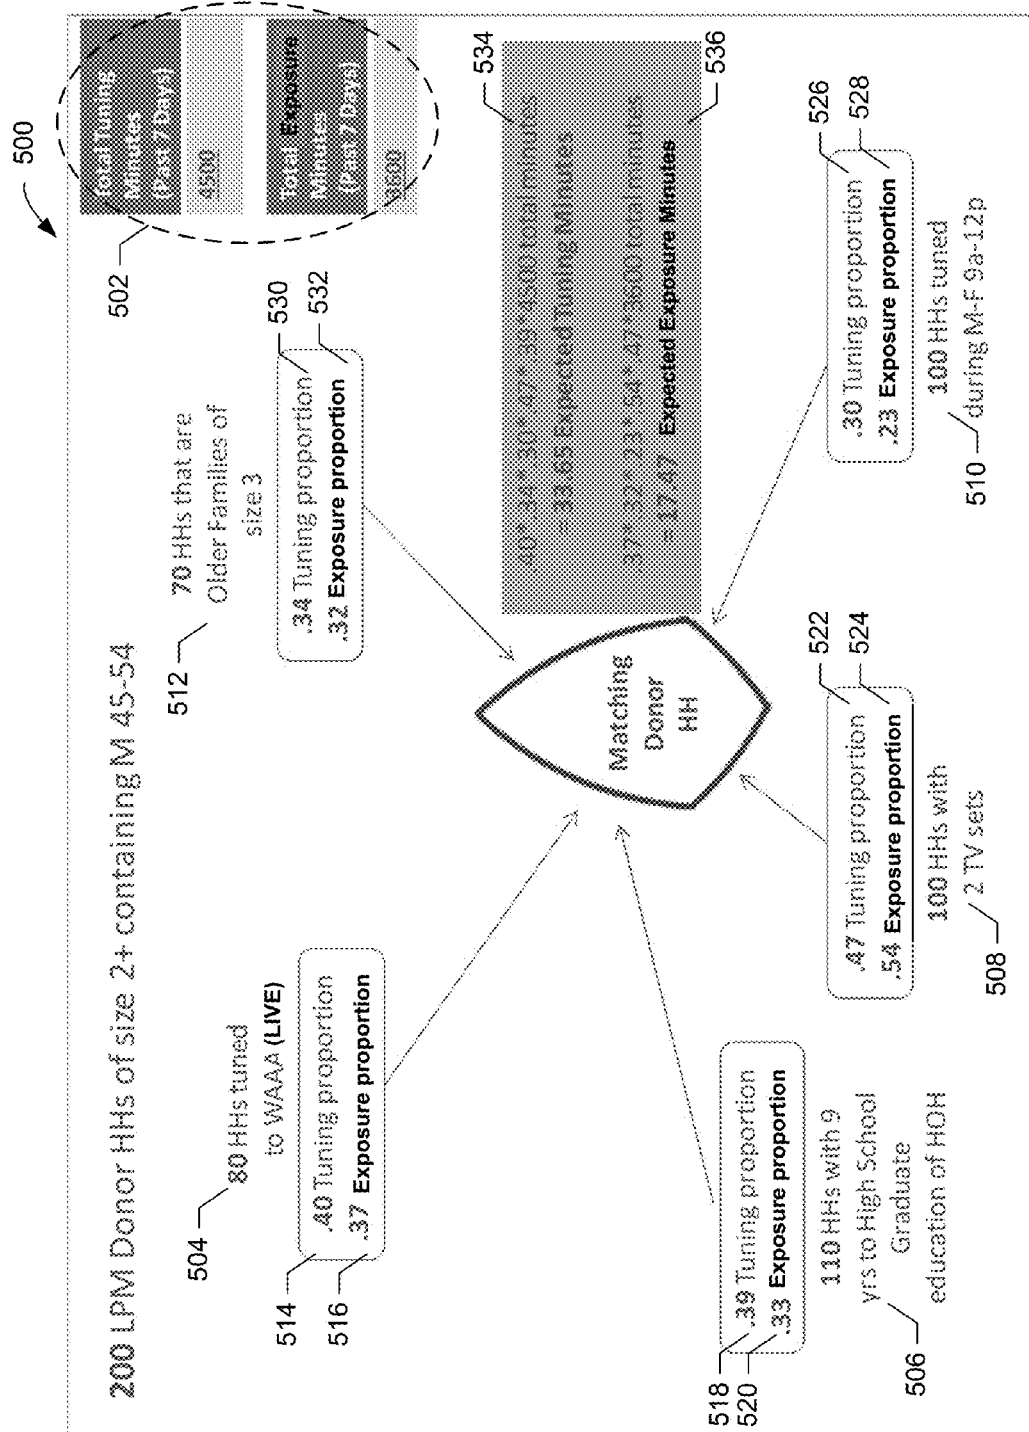 500
200 LPM Donor HHs of size 2+ containing M 45-54
502
Total Tuning
Minutes
(Past 7 Days)
4500
Total Exposure
Minutes
(Past 7 Days)
3600
504
80 HHs tuned
to WAAA (LIVE)
514
.40 Tuning proportion
516
.37 Exposure proportion
512
70 HHs that are
Older Families of
size 3
530
.34 Tuning proportion
532
.32 Exposure proportion
Matching
Donor
HH
534
.40* .34* .30* .47* .39*4500 total minutes
= 33.65 Expected Tuning Minutes
.37* .32* .23* .54* .47* 3600 total minutes
= 17.47 Expected Exposure Minutes
536
518
.39 Tuning proportion
520
.33 Exposure proportion
110 HHs with 9
yrs to High School
Graduate
education of HOH
506
522
.47 Tuning proportion
524
.54 Exposure proportion
100 HHs with
2 TV sets
508
526
.30 Tuning proportion
528
.23 Exposure proportion
100 HHs tuned
during M-F 9a-12p
510